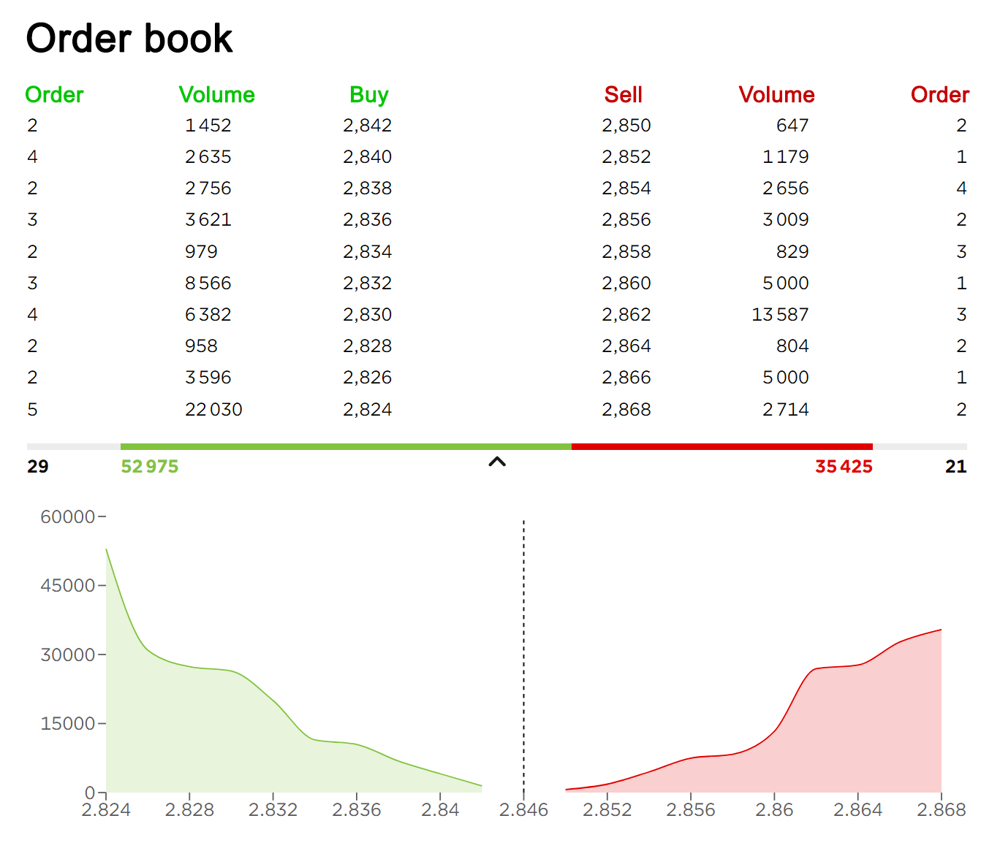 Order book
Order Volume Buy Sell Volume Order
2 1 452 2,842 2,850 647 2
4 2 635 2,840 2,852 1 179 1
2 2 756 2,838 2,854 2 656 4
3 3 621 2,836 2,856 3 009 2
2 979 2,834 2,858 829 3
3 8 566 2,832 2,860 5 000 1
4 6 382 2,830 2,862 13 587 3
2 958 2,828 2,864 804 2
2 3 596 2,826 2,866 5 000 1
5 22 030 2,824 2,868 2 714 2
29 52 975 35 425 21
60000
45000
30000
15000
0
2.824 2.828 2.832 2.836 2.84 2.846 2.852 2.856 2.86 2.864 2.868